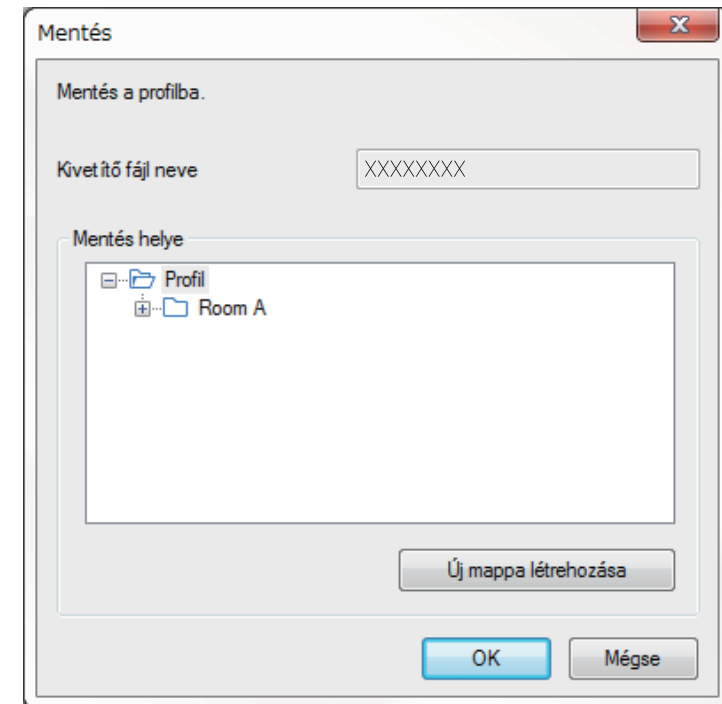 Mentés
Mentés a profilba.
Kivetítő fájl neve XXXXXXXX
Mentés helye
Profil
Room A
Új mappa létrehozása
OK Mégse